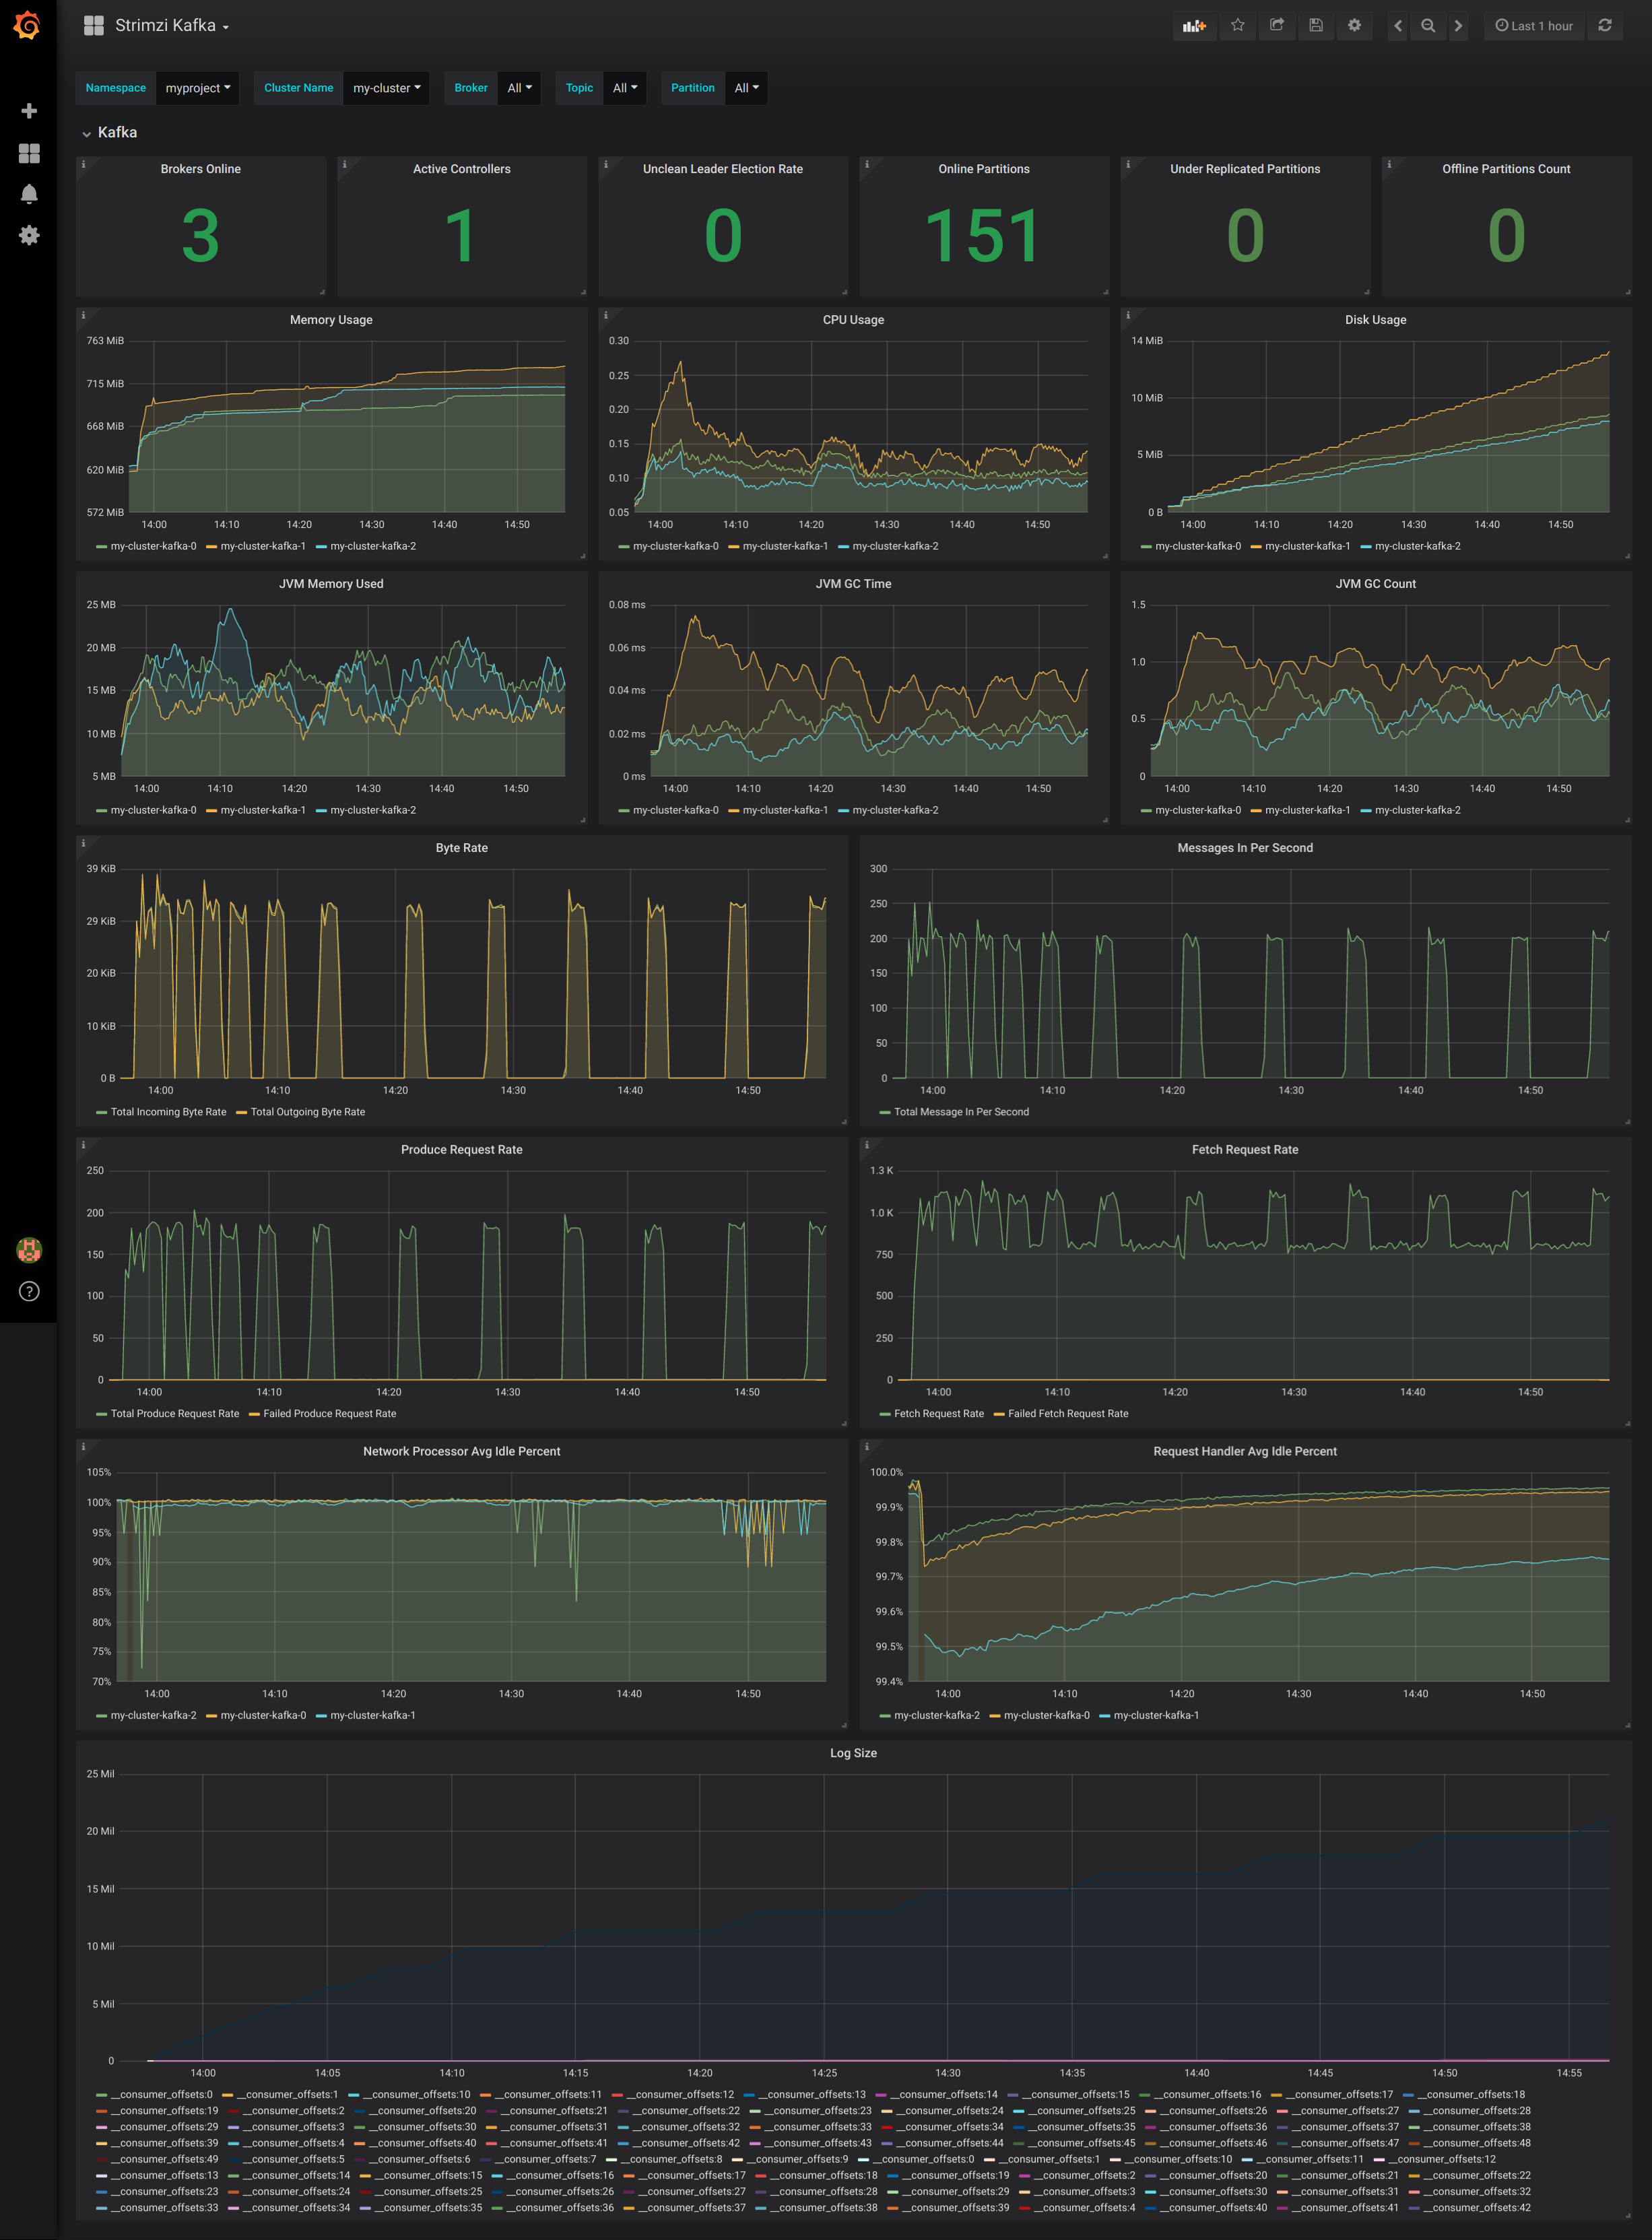 Strimzi Kafka
Last 1 hour
Namespace myproject Cluster Name my-cluster Broker All Topic All Partition All
Kafka
Brokers Online Active Controllers Unclean Leader Election Rate Online Partitions Under Replicated Partitions Offline Partitions Count
3 1 0 151 0 0
Memory Usage
763 MiB
715 MiB
668 MiB
620 MiB
572 MiB
14:00 14:10 14:20 14:30 14:40 14:50
my-cluster-kafka-0 my-cluster-kafka-1 my-cluster-kafka-2
CPU Usage
0.30
0.25
0.20
0.15
0.10
0.05
14:00 14:10 14:20 14:30 14:40 14:50
my-cluster-kafka-0 my-cluster-kafka-1 my-cluster-kafka-2
Disk Usage
14 MiB
10 MiB
5 MiB
0 B
14:00 14:10 14:20 14:30 14:40 14:50
my-cluster-kafka-0 my-cluster-kafka-1 my-cluster-kafka-2
JVM Memory Used
25 MB
20 MB
15 MB
10 MB
5 MB
14:00 14:10 14:20 14:30 14:40 14:50
my-cluster-kafka-0 my-cluster-kafka-1 my-cluster-kafka-2
JVM GC Time
0.08 ms
0.06 ms
0.04 ms
0.02 ms
0 ms
14:00 14:10 14:20 14:30 14:40 14:50
my-cluster-kafka-0 my-cluster-kafka-1 my-cluster-kafka-2
JVM GC Count
1.5
1.0
0.5
0
14:00 14:10 14:20 14:30 14:40 14:50
my-cluster-kafka-0 my-cluster-kafka-1 my-cluster-kafka-2
Byte Rate
39 KiB
29 KiB
20 KiB
10 KiB
0 B
14:00 14:10 14:20 14:30 14:40 14:50
Total Incoming Byte Rate Total Outgoing Byte Rate
Messages In Per Second
300
250
200
150
100
50
0
14:00 14:10 14:20 14:30 14:40 14:50
Total Message In Per Second
Produce Request Rate
250
200
150
100
50
0
14:00 14:10 14:20 14:30 14:40 14:50
Total Produce Request Rate Failed Produce Request Rate
Fetch Request Rate
1.3 K
1.0 K
750
500
250
0
14:00 14:10 14:20 14:30 14:40 14:50
Fetch Request Rate Failed Fetch Request Rate
Network Processor Avg Idle Percent
105%
100%
95%
90%
85%
80%
75%
70%
14:00 14:10 14:20 14:30 14:40 14:50
my-cluster-kafka-2 my-cluster-kafka-0 my-cluster-kafka-1
Request Handler Avg Idle Percent
100.0%
99.9%
99.8%
99.7%
99.6%
99.5%
99.4%
14:00 14:10 14:20 14:30 14:40 14:50
my-cluster-kafka-2 my-cluster-kafka-0 my-cluster-kafka-1
Log Size
25 Mil
20 Mil
15 Mil
10 Mil
5 Mil
0
14:00 14:05 14:10 14:15 14:20 14:25 14:30 14:35 14:40 14:45 14:50 14:55
__consumer_offsets:0 __consumer_offsets:1 __consumer_offsets:10 __consumer_offsets:11 __consumer_offsets:12 __consumer_offsets:13 __consumer_offsets:14 __consumer_offsets:15 __consumer_offsets:16 __consumer_offsets:17 __consumer_offsets:18
__consumer_offsets:19 __consumer_offsets:2 __consumer_offsets:20 __consumer_offsets:21 __consumer_offsets:22 __consumer_offsets:23 __consumer_offsets:24 __consumer_offsets:25 __consumer_offsets:26 __consumer_offsets:27 __consumer_offsets:28
__consumer_offsets:29 __consumer_offsets:3 __consumer_offsets:30 __consumer_offsets:31 __consumer_offsets:32 __consumer_offsets:33 __consumer_offsets:34 __consumer_offsets:35 __consumer_offsets:36 __consumer_offsets:37 __consumer_offsets:38
__consumer_offsets:39 __consumer_offsets:4 __consumer_offsets:40 __consumer_offsets:41 __consumer_offsets:42 __consumer_offsets:43 __consumer_offsets:44 __consumer_offsets:45 __consumer_offsets:46 __consumer_offsets:47 __consumer_offsets:48
__consumer_offsets:49 __consumer_offsets:5 __consumer_offsets:6 __consumer_offsets:7 __consumer_offsets:8 __consumer_offsets:9 __consumer_offsets:0 __consumer_offsets:1 __consumer_offsets:10 __consumer_offsets:11 __consumer_offsets:12
__consumer_offsets:13 __consumer_offsets:14 __consumer_offsets:15 __consumer_offsets:16 __consumer_offsets:17 __consumer_offsets:18 __consumer_offsets:19 __consumer_offsets:2 __consumer_offsets:20 __consumer_offsets:21 __consumer_offsets:22
__consumer_offsets:23 __consumer_offsets:24 __consumer_offsets:25 __consumer_offsets:26 __consumer_offsets:27 __consumer_offsets:28 __consumer_offsets:29 __consumer_offsets:3 __consumer_offsets:30 __consumer_offsets:31 __consumer_offsets:32
__consumer_offsets:33 __consumer_offsets:34 __consumer_offsets:35 __consumer_offsets:36 __consumer_offsets:37 __consumer_offsets:38 __consumer_offsets:39 __consumer_offsets:4 __consumer_offsets:40 __consumer_offsets:41 __consumer_offsets:42